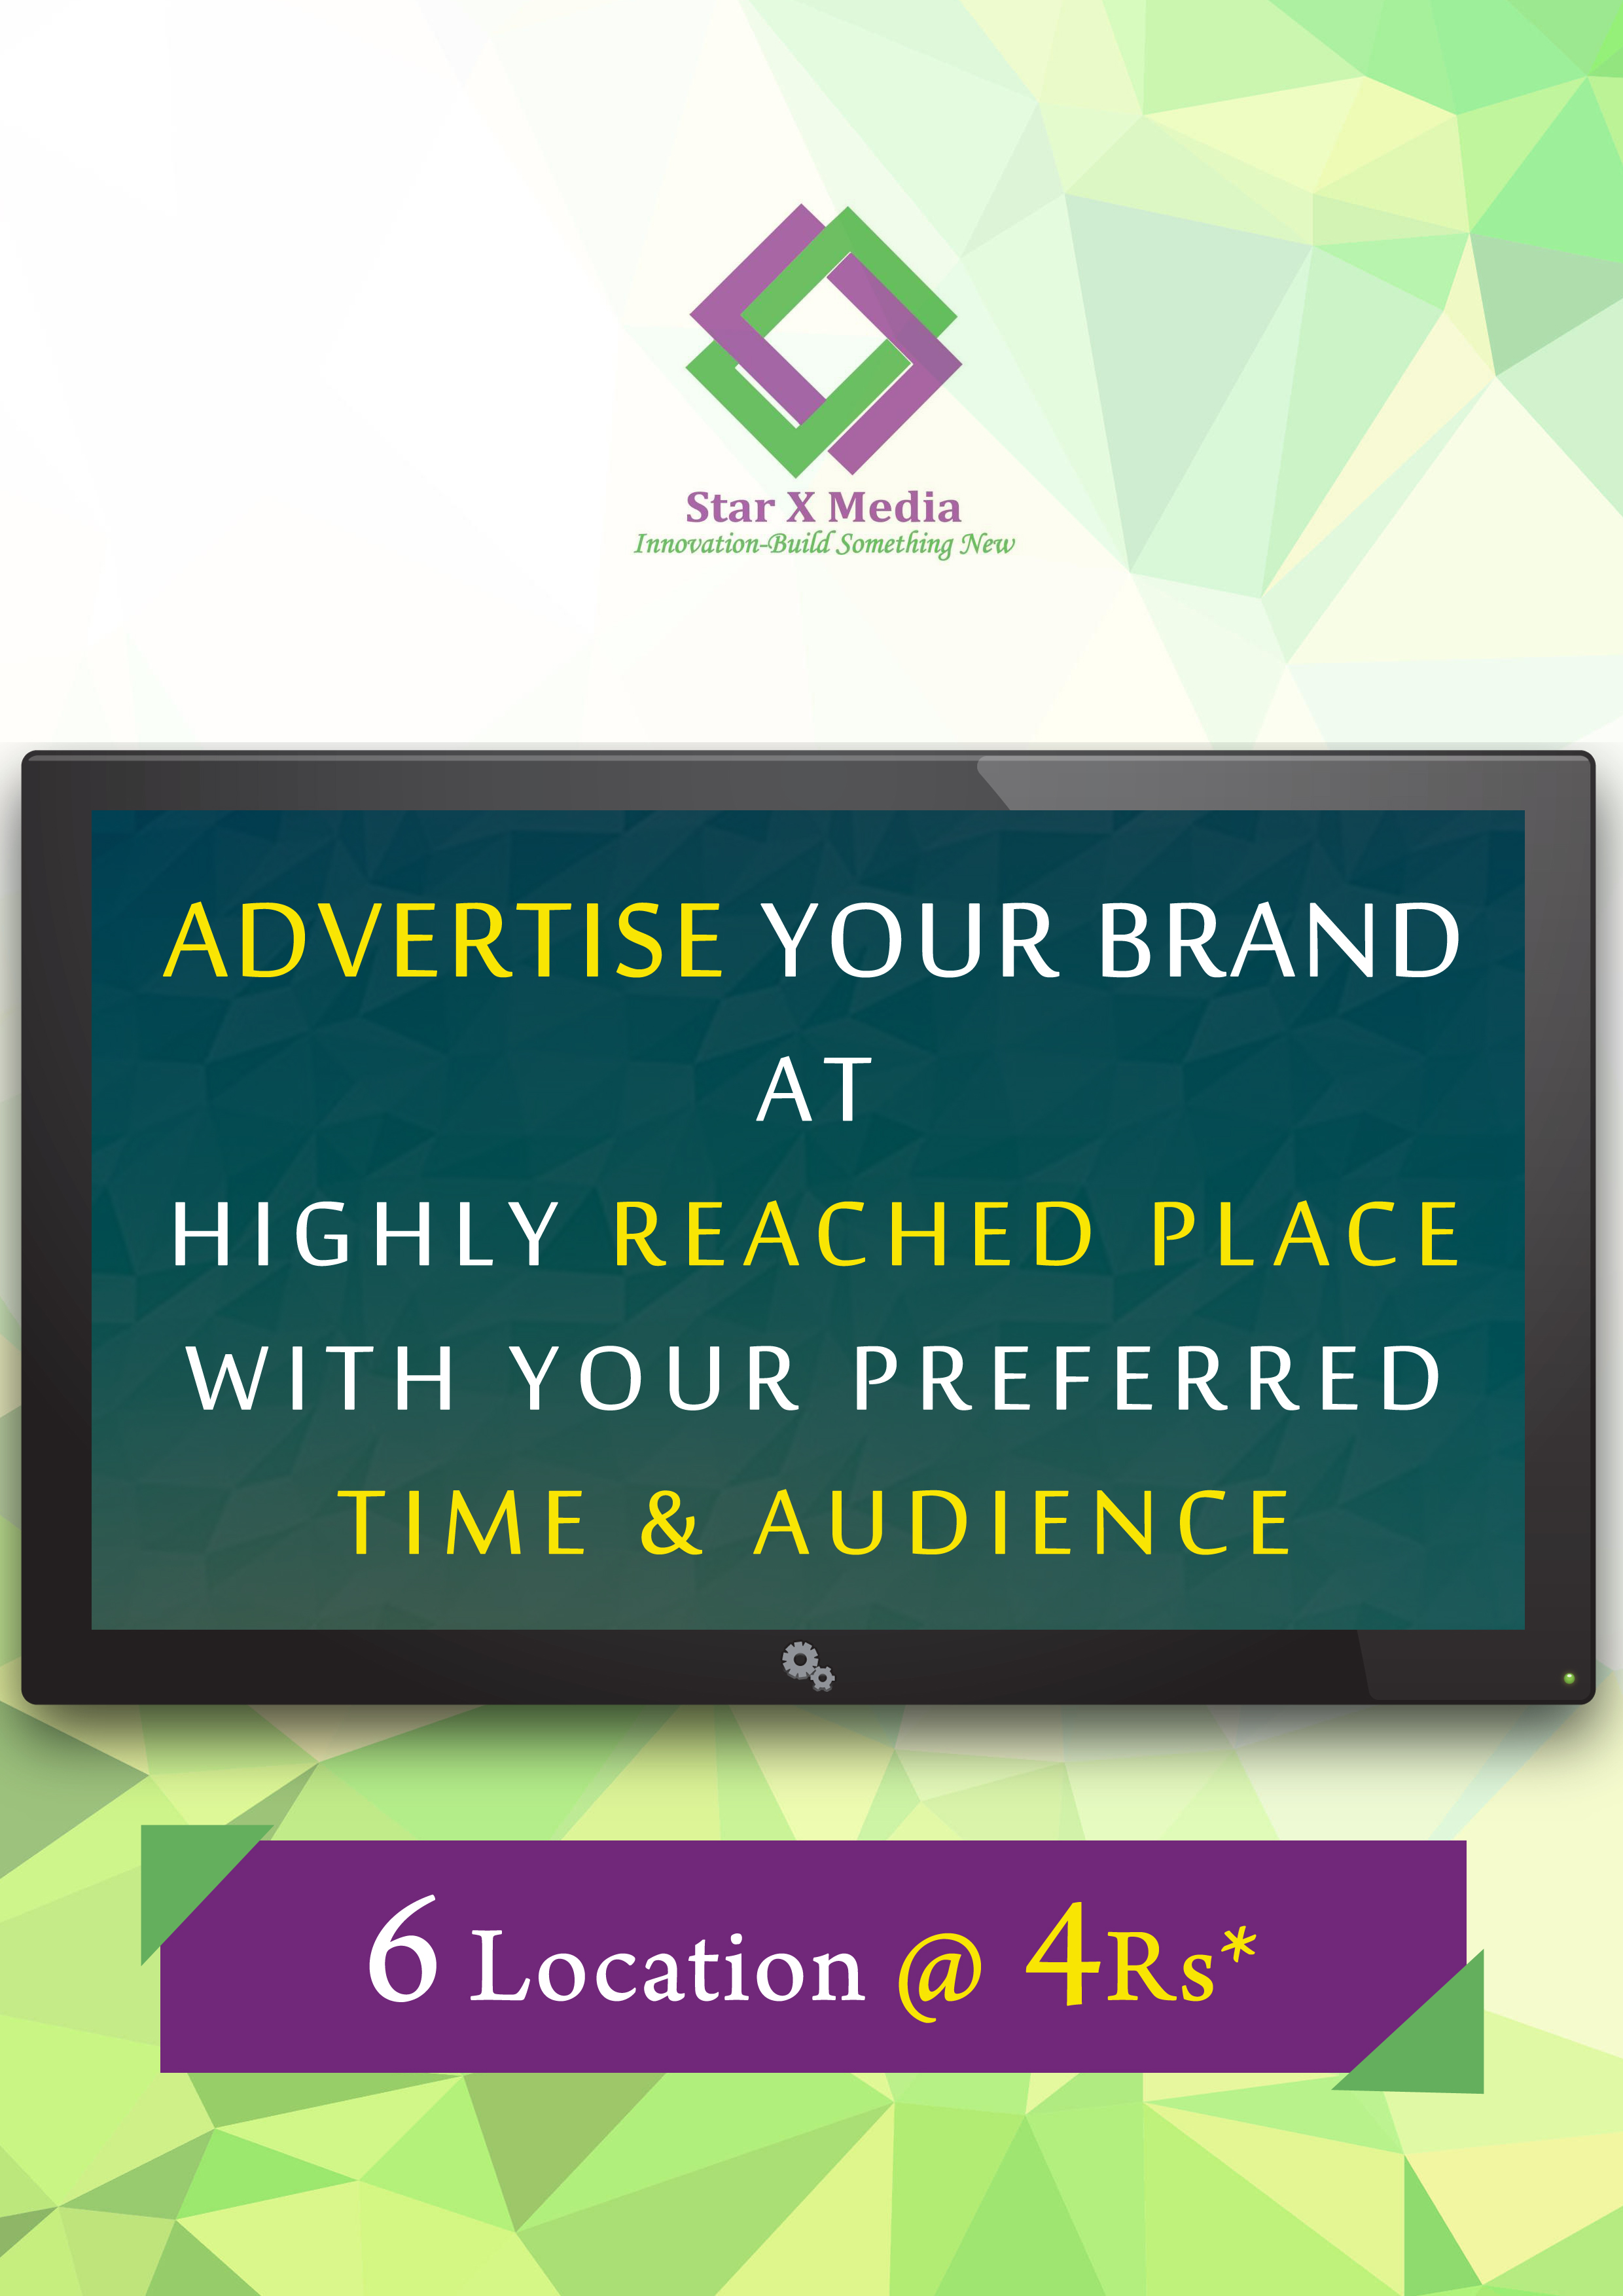 Star X Media
Innovation-Build Something New
ADVERTISE YOUR BRAND
AT
HIGHLY REACHED PLACE
WITH YOUR PREFERRED
TIME & AUDIENCE
6 Location @ 4Rs*